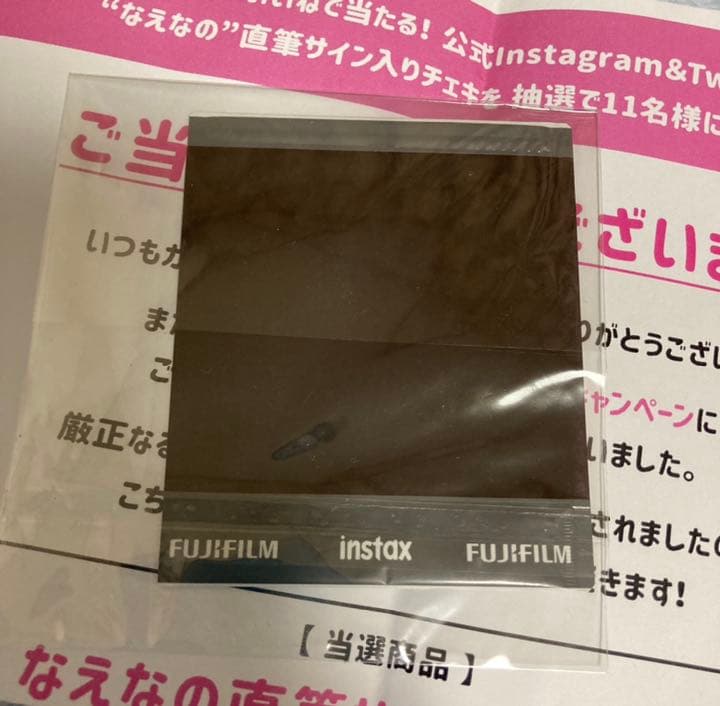 いいねで当たる! 公式Instagram&Tw
“なえなの”直筆サイン入りチェキを 抽選で11名様に
ご当 ございま
いつもカ
また りがとうござい
ご キャンペーンに
厳正なる いました。
こち されましたの
きます!
FUJIFILM instax FUJIFILM
【 当選商品 】
なえなの直筆サ